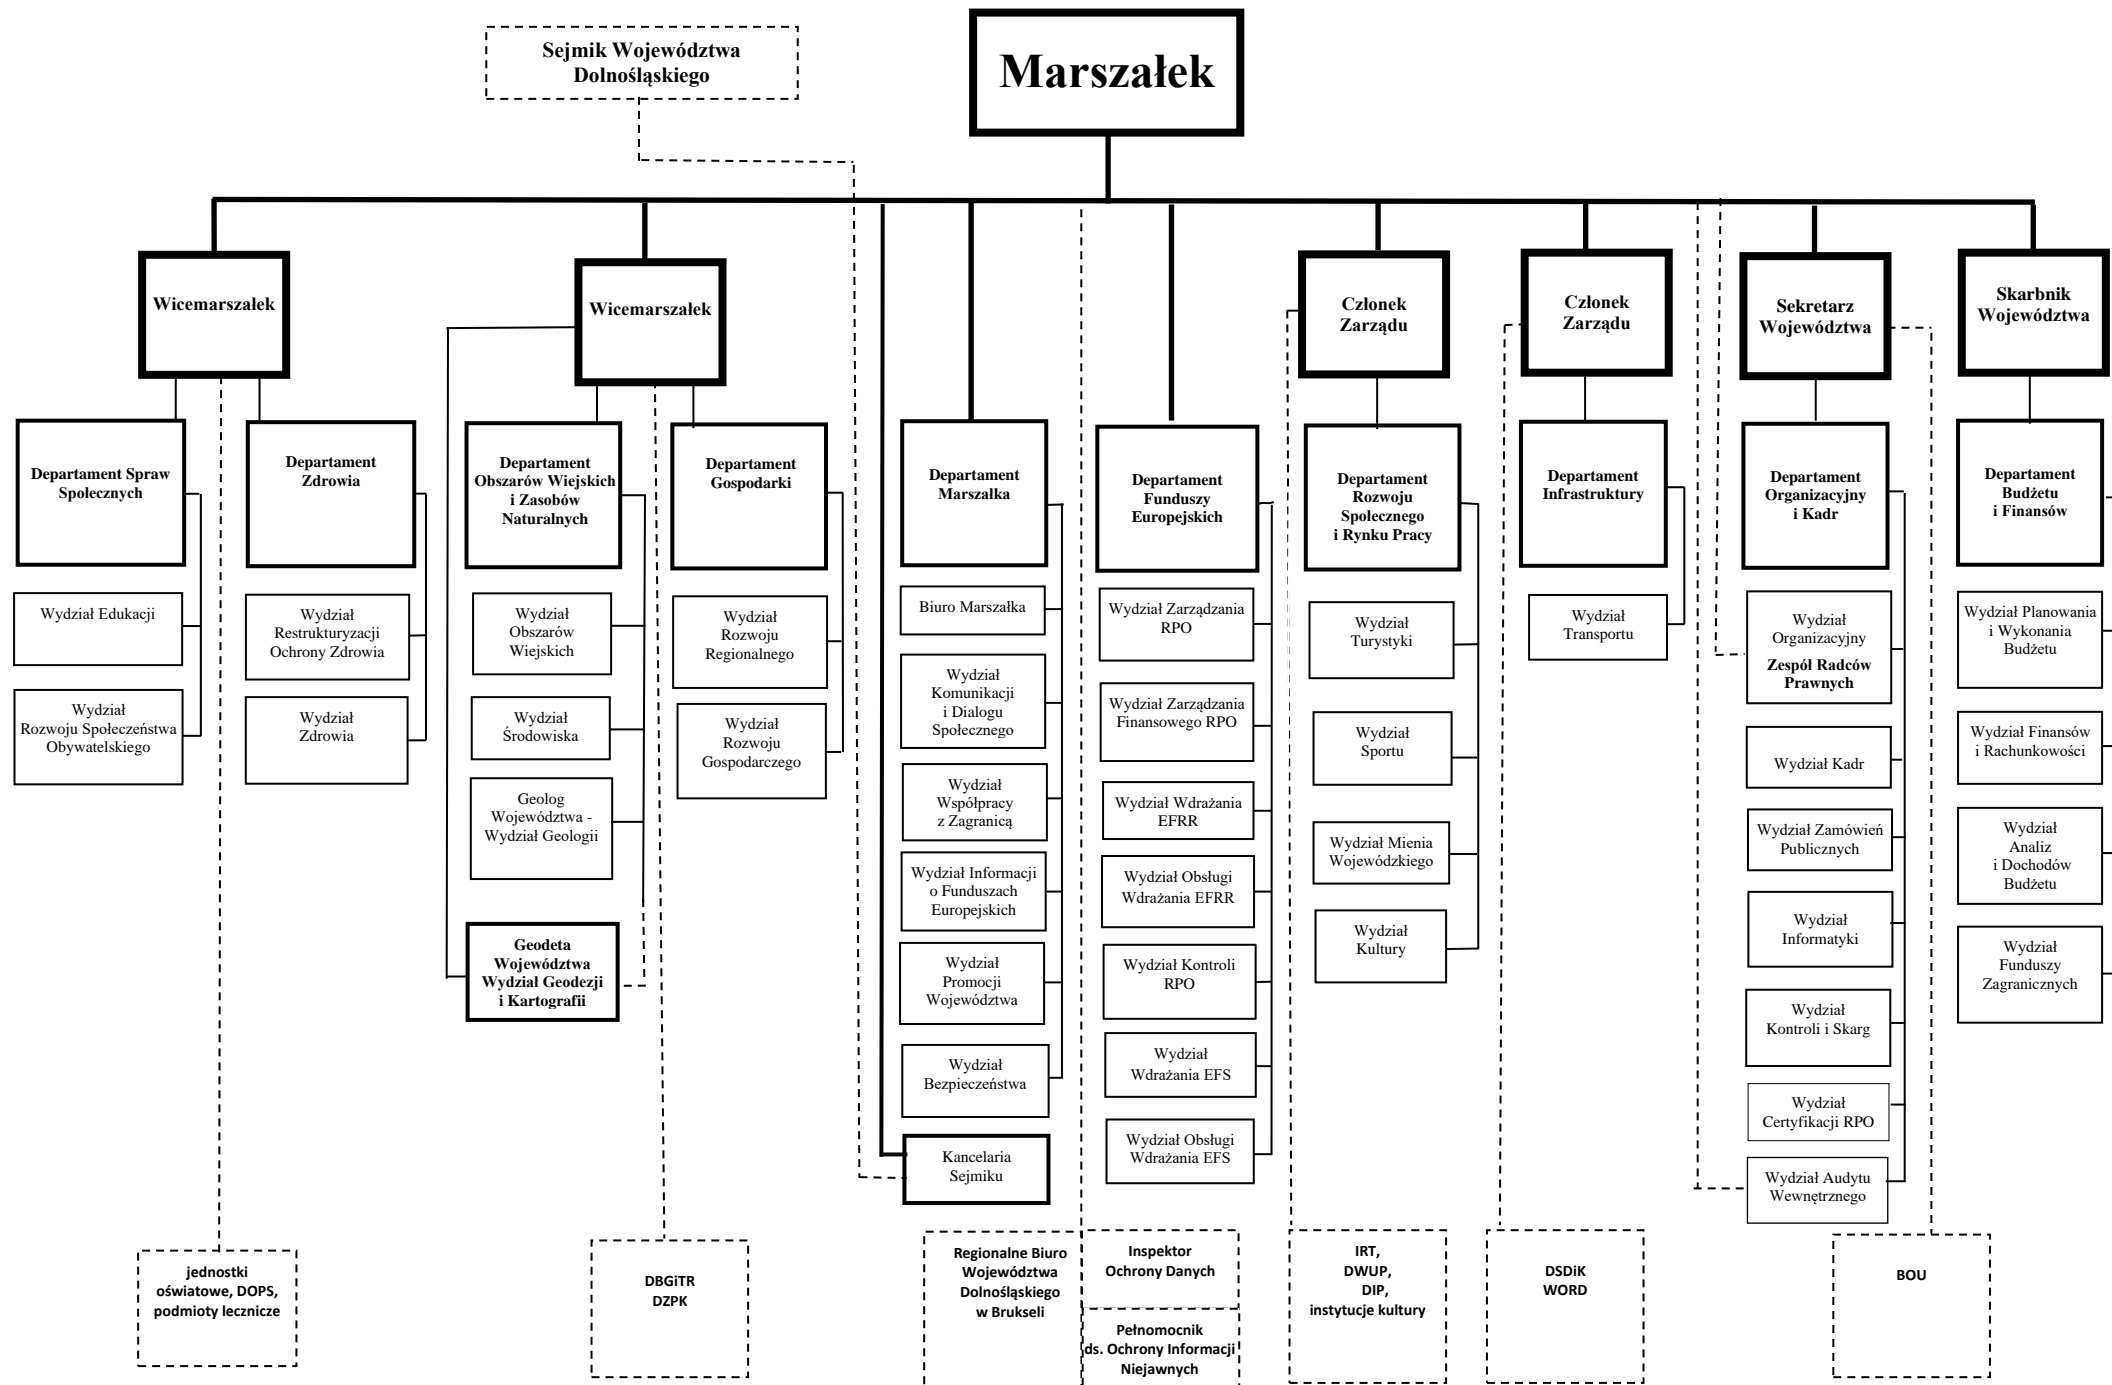 Sejmik Województwa
Dolnośląskiego
Marszałek
Wicemarszałek
Wicemarszałek
Członek
Zarządu
Członek
Zarządu
Sekretarz
Województwa
Skarbnik
Województwa
Departament Spraw
Społecznych
Departament
Zdrowia
Departament
Obszarów Wiejskich
i Zasobów
Naturalnych
Departament
Gospodarki
Departament
Marszałka
Departament
Funduszy
Europejskich
Departament
Rozwoju
Społecznego
i Rynku Pracy
Departament
Infrastruktury
Departament
Organizacyjny
i Kadr
Departament
Budżetu
i Finansów
Wydział Edukacji
Wydział
Rozwoju Społeczeństwa
Obywatelskiego
Wydział
Restrukturyzacji
Ochrony Zdrowia
Wydział
Zdrowia
Wydział
Obszarów
Wiejskich
Wydział
Środowiska
Geolog
Województwa -
Wydział Geologii
Geodeta
Województwa
Wydział Geodezji
i Kartografii
Wydział
Rozwoju
Regionalnego
Wydział
Rozwoju
Gospodarczego
Biuro Marszałka
Wydział
Komunikacji
i Dialogu
Społecznego
Wydział
Współpracy
z Zagranicą
Wydział Informacji
o Funduszach
Europejskich
Wydział
Promocji
Województwa
Wydział
Bezpieczeństwa
Kancelaria
Sejmiku
Wydział Zarządzania
RPO
Wydział Zarządzania
Finansowego RPO
Wydział Wdrażania
EFRR
Wydział Obsługi
Wdrażania EFRR
Wydział Kontroli
RPO
Wydział
Wdrażania EFS
Wydział Obsługi
Wdrażania EFS
Wydział
Turystyki
Wydział
Sportu
Wydział Mienia
Wojewódzkiego
Wydział
Kultury
Wydział
Transportu
Wydział
Organizacyjny
Zespół Radców
Prawnych
Wydział Kadr
Wydział Zamówień
Publicznych
Wydział
Informatyki
Wydział
Kontroli i Skarg
Wydział
Certyfikacji RPO
Wydział Audytu
Wewnętrznego
Wydział Planowania
i Wykonania
Budżetu
Wydział Finansów
i Rachunkowości
Wydział
Analiz
i Dochodów
Budżetu
Wydział
Funduszy
Zagranicznych
jednostki
oświatowe, DOPS,
podmioty lecznicze
DBGiTR
DZPK
Regionalne Biuro
Województwa
Dolnośląskiego
w Brukseli
Inspektor
Ochrony Danych
Pełnomocnik
ds. Ochrony Informacji
Niejawnych
IRT,
DWUP,
DIP,
instytucje kultury
DSDiK
WORD
BOU